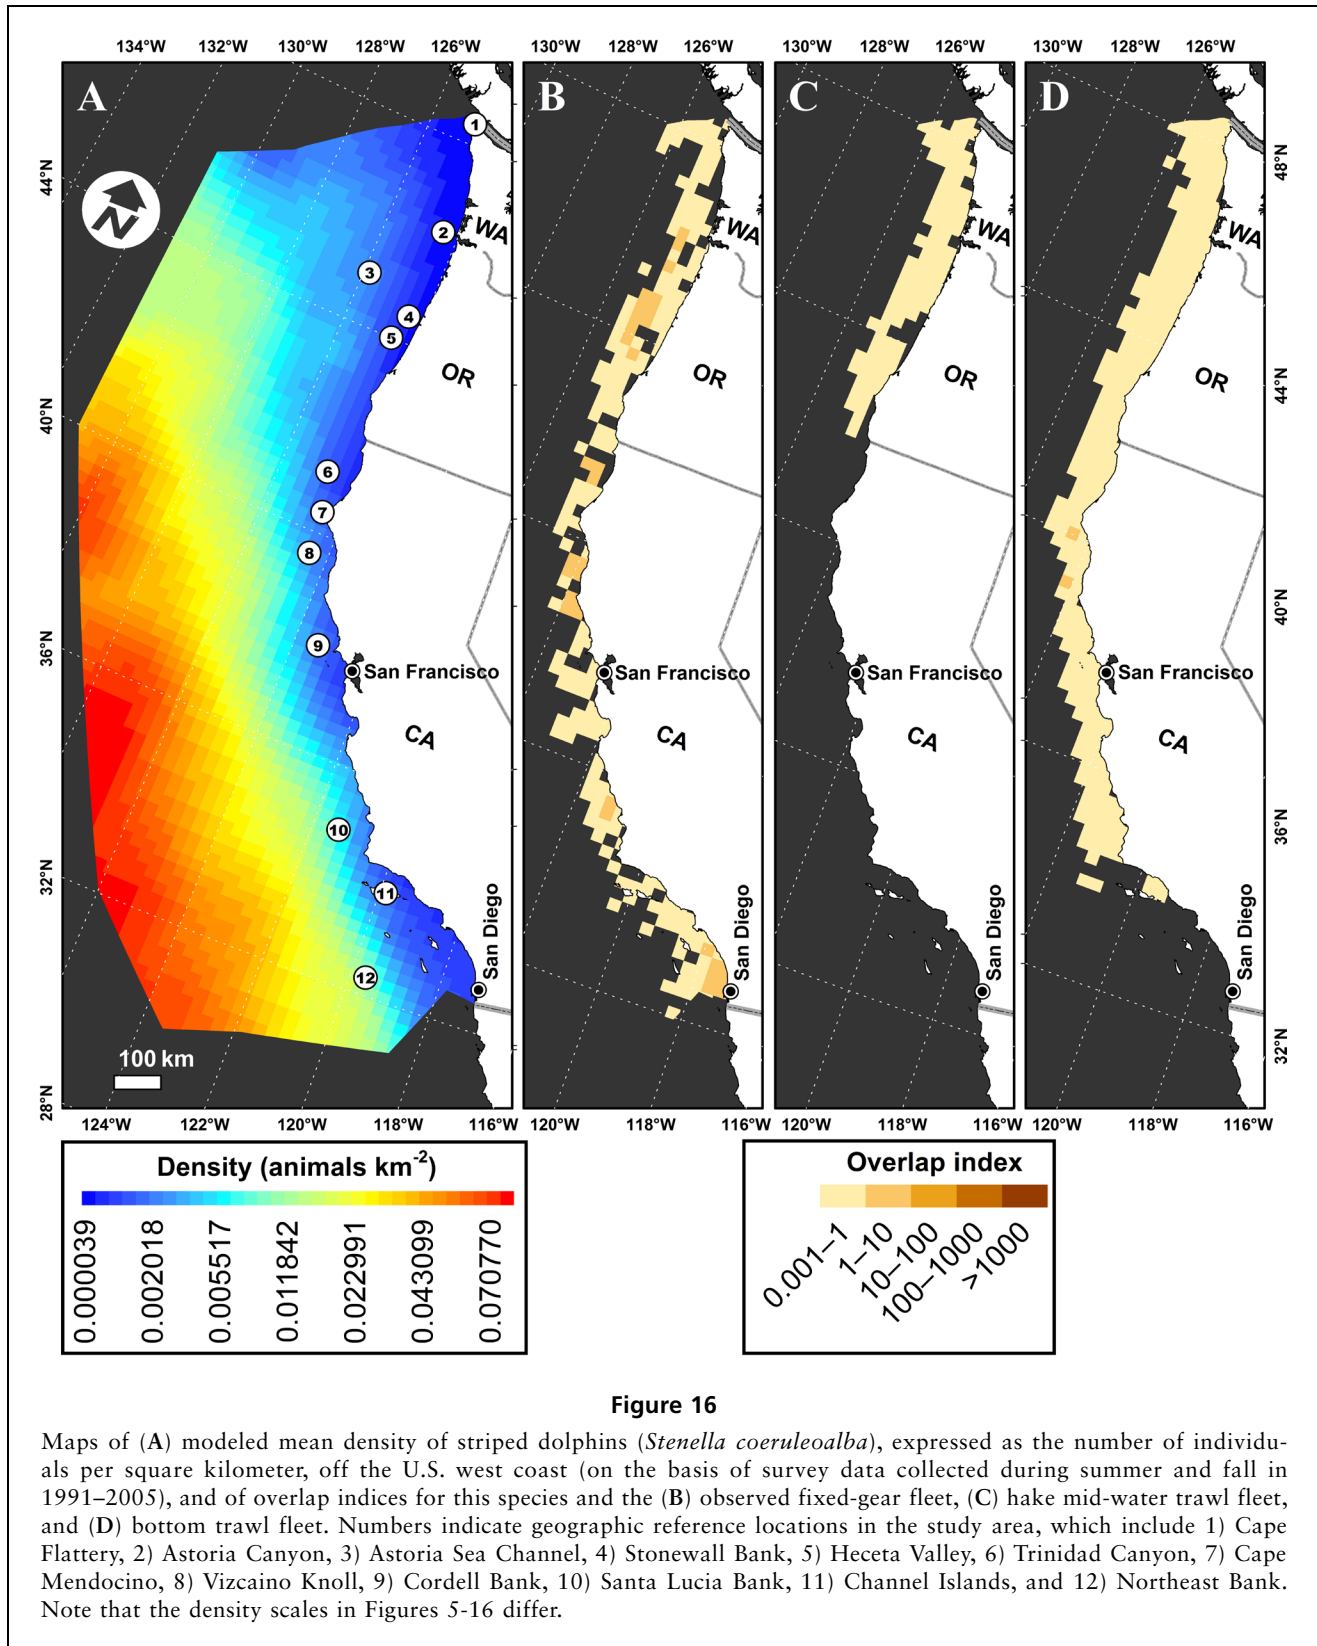 134°W 132°W 130°W 128°W 126°W 130°W 128°W 126°W 130°W 128°W 126°W 130°W 128°W 126°W
A
B
C
D
N
44°N
40°N
36°N
32°N
28°N
1
2
3
4
5
6
7
8
9
10
11
12
WA
OR
San Francisco
CA
San Diego
100 km
WA
OR
San Francisco
CA
WA
OR
San Francisco
CA
San Diego
WA
OR
San Francisco
CA
San Diego
48°N
44°N
40°N
36°N
32°N
124°W 122°W 120°W 118°W 116°W 120°W 118°W 116°W 120°W 118°W 116°W 120°W 118°W 116°W
Density (animals km-2)
0.000039
0.002018
0.005517
0.011842
0.022991
0.043099
0.070770
Overlap index
0.001–1
1–10
10–100
100–1000
>1000
Figure 16
Maps of (A) modeled mean density of striped dolphins (Stenella coeruleoalba), expressed as the number of individu-
als per square kilometer, off the U.S. west coast (on the basis of survey data collected during summer and fall in
1991–2005), and of overlap indices for this species and the (B) observed fixed-gear fleet, (C) hake mid-water trawl fleet,
and (D) bottom trawl fleet. Numbers indicate geographic reference locations in the study area, which include 1) Cape
Flattery, 2) Astoria Canyon, 3) Astoria Sea Channel, 4) Stonewall Bank, 5) Heceta Valley, 6) Trinidad Canyon, 7) Cape
Mendocino, 8) Vizcaino Knoll, 9) Cordell Bank, 10) Santa Lucia Bank, 11) Channel Islands, and 12) Northeast Bank.
Note that the density scales in Figures 5-16 differ.